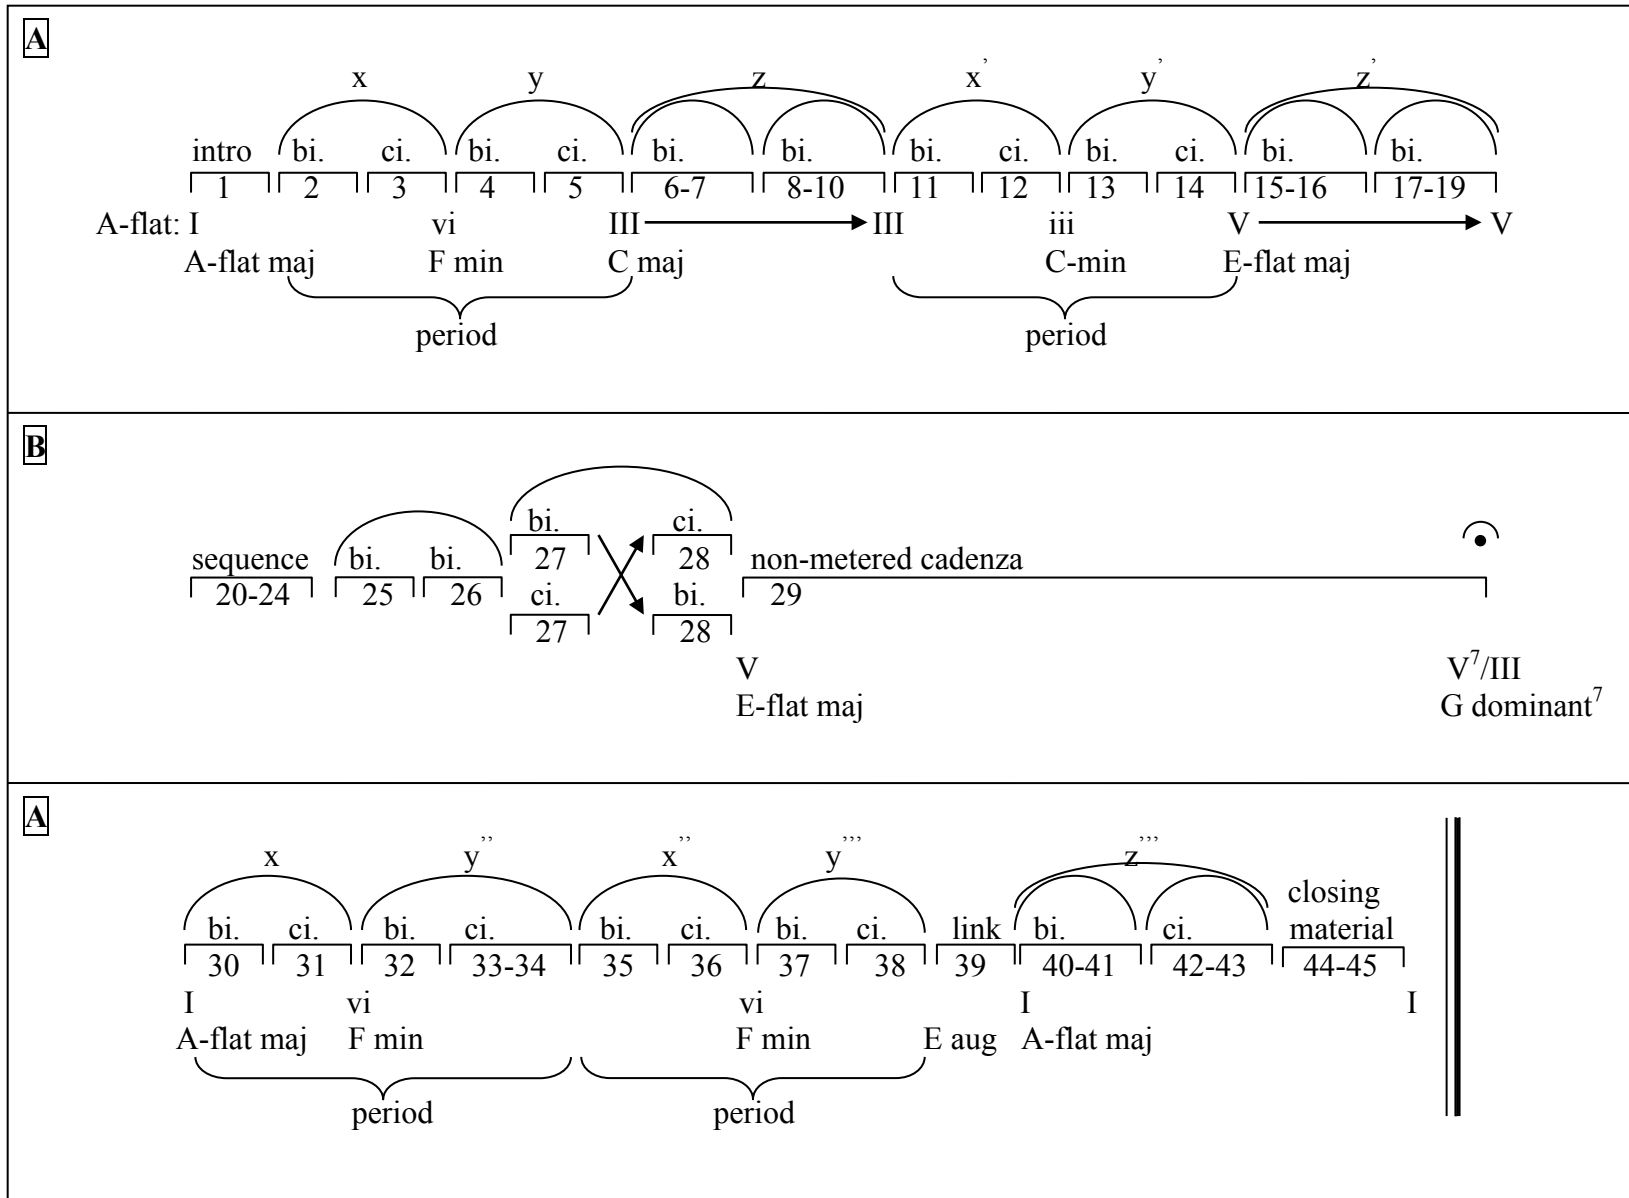 A
x y z x’ y’ z’
intro bi. ci. bi. ci. bi. bi. bi. ci. bi. ci. bi. bi.
1 2 3 4 5 6-7 8-10 11 12 13 14 15-16 17-19
A-flat: I vi III III iii V V
A-flat maj F min C maj C-min E-flat maj
period period
B
bi. ci.
27 28
sequence bi. bi. non-metered cadenza
20-24 25 26 29
ci. bi.
27 28
V V7/III
E-flat maj G dominant7
A
x y’’ x’’ y’’’ z’’’
closing
bi. ci. bi. ci. bi. ci. bi. ci. link bi. ci. material
30 31 32 33-34 35 36 37 38 39 40-41 42-43 44-45
I vi vi I I
A-flat maj F min F min E aug A-flat maj
period period